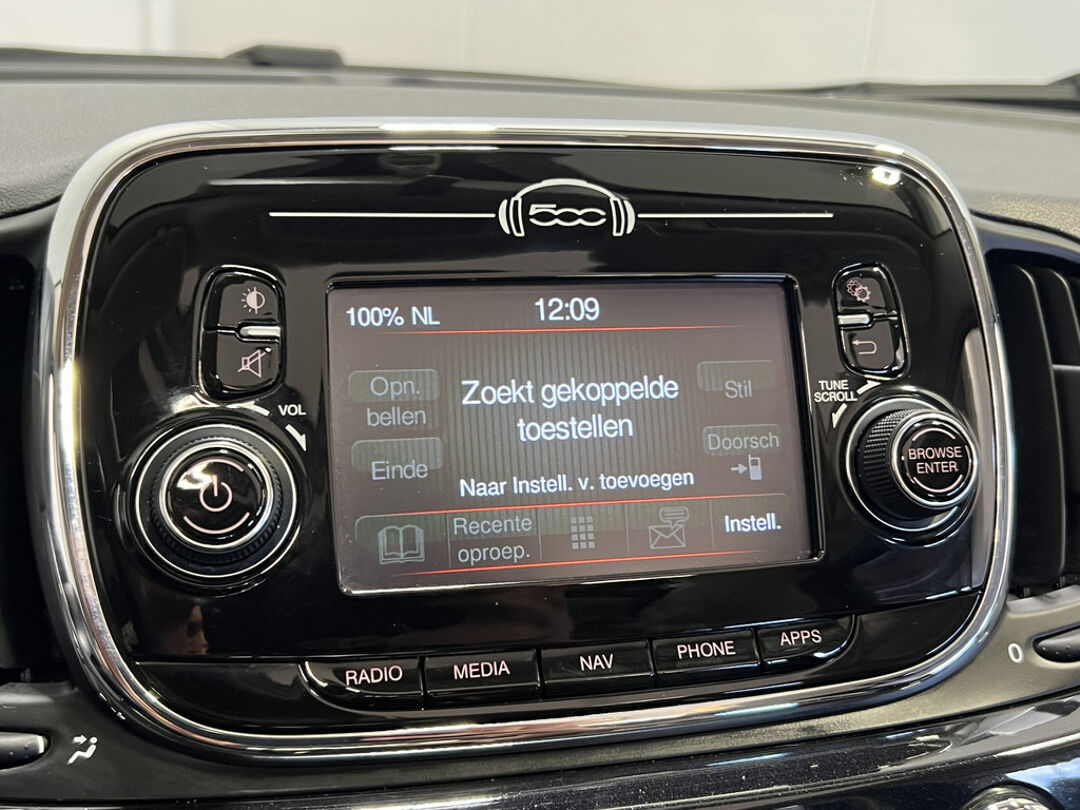 500
100% NL
12:09
Opn.
bellen
Zoekt gekoppelde
toestellen
Stil
Einde
Doorsch
Naar Instell. v. toevoegen
Recente
oproep.
Instell.
VOL
TUNE
SCROLL
BROWSE
ENTER
RADIO
MEDIA
NAV
PHONE
APPS
0